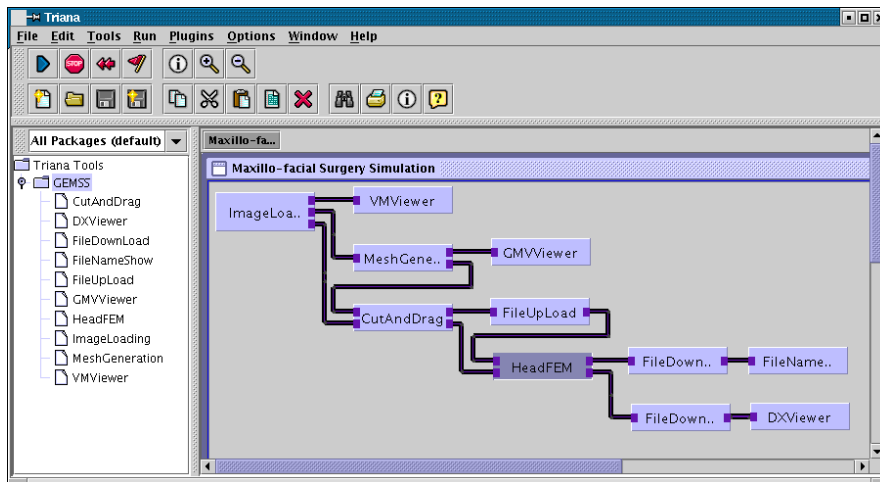 Triana
File Edit Tools Run Plugins Options Window Help
STOP
All Packages (default)
Maxillo-fa...
Triana Tools
GEMSS
CutAndDrag
DXViewer
FileDownLoad
FileNameShow
FileUpLoad
GMVViewer
HeadFEM
ImageLoading
MeshGeneration
VMViewer
Maxillo-facial Surgery Simulation
ImageLoa..
VMViewer
MeshGene..
GMVViewer
CutAndDrag
FileUpLoad
HeadFEM
FileDown..
FileName..
FileDown..
DXViewer